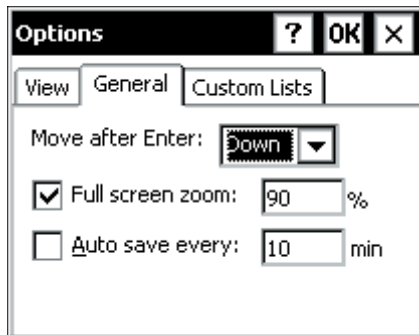 Options ? OK ×
View General Custom Lists
Move after Enter: Down
Full screen zoom: 90 %
Auto save every: 10 min